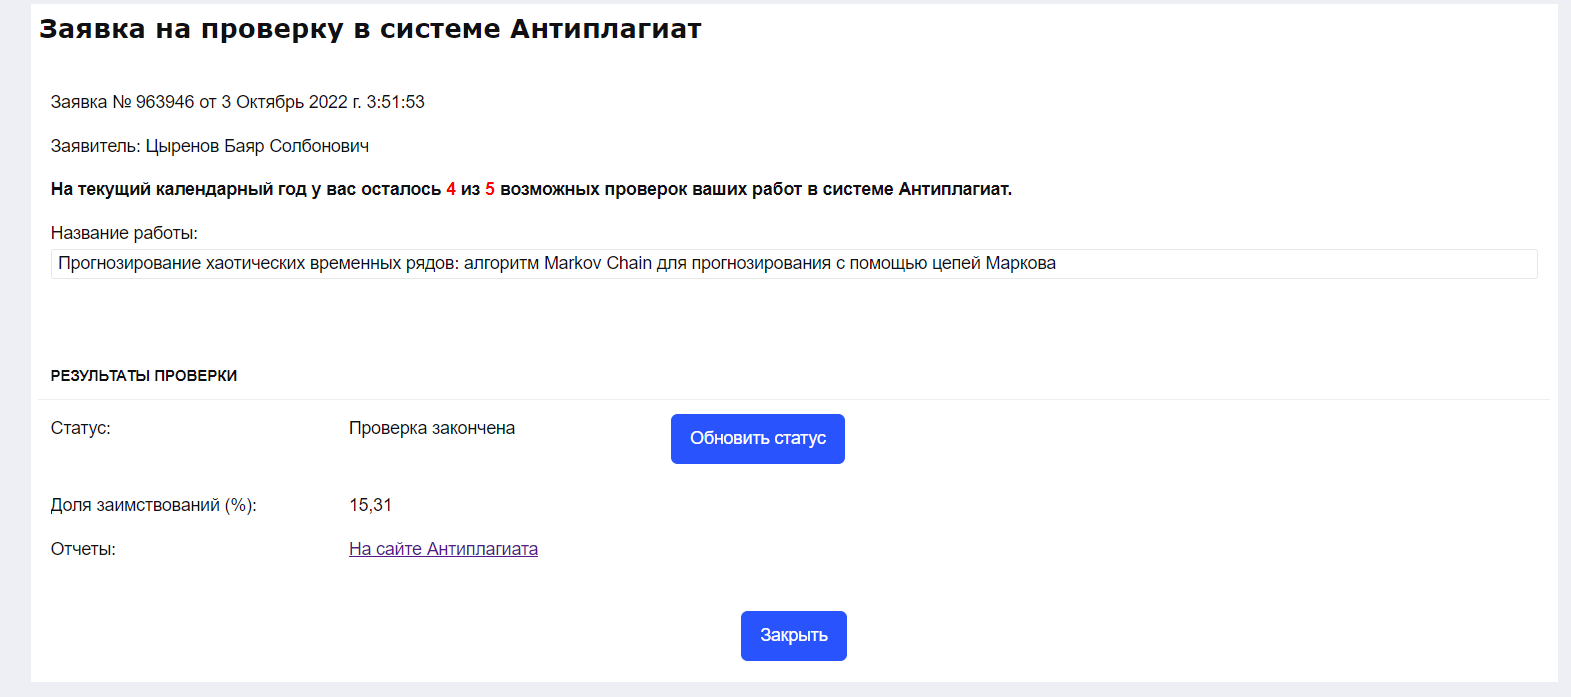 Заявка на проверку в системе Антиплагиат
Заявка № 963946 от 3 Октябрь 2022 г. 3:51:53
Заявитель: Цыренов Баяр Солбонович
На текущий календарный год у вас осталось 4 из 5 возможных проверок ваших работ в системе Антиплагиат.
Название работы:
Прогнозирование хаотических временных рядов: алгоритм Markov Chain для прогнозирования с помощью цепей Маркова
РЕЗУЛЬТАТЫ ПРОВЕРКИ
Статус: Проверка закончена Обновить статус
Доля заимствований (%): 15,31
Отчеты: На сайте Антиплагиата
Закрыть